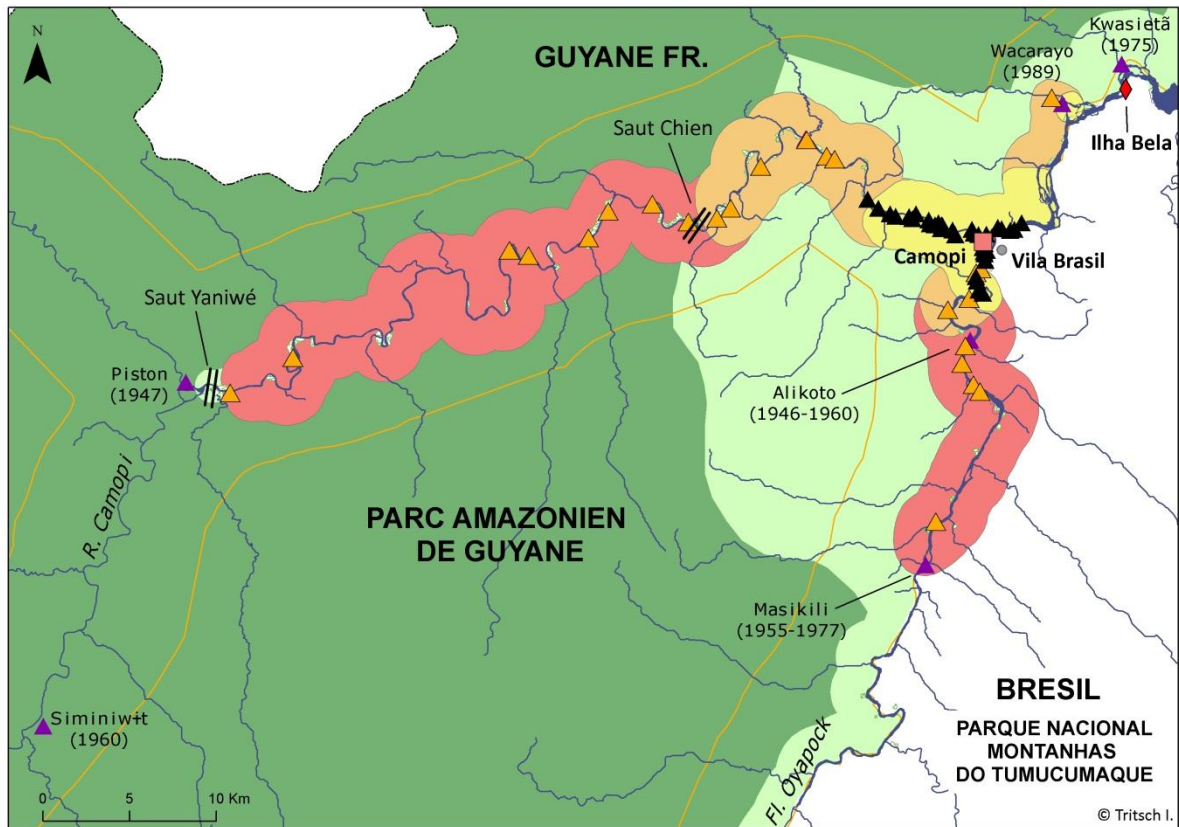 N
GUYANE FR.
Kwasietã
(1975)
Wacarayo
(1989)
Saut Chien
Ilha Bela
Camopi
Vila Brasil
Saut Yaniwé
Piston
(1947)
Alikoto
(1946-1960)
R. Camopi
PARC AMAZONIEN
DE GUYANE
Masikili
(1955-1977)
BRESIL
PARQUE NACIONAL
MONTANHAS
DO TUMUCUMAQUE
Siminiwɨt
(1960)
Fl. Oyapock
0 5 10 Km
© Tritsch I.